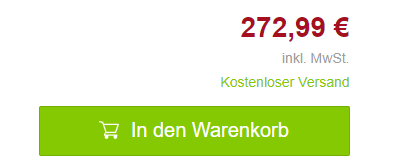 272,99 €
inkl. MwSt.
Kostenloser Versand
In den Warenkorb